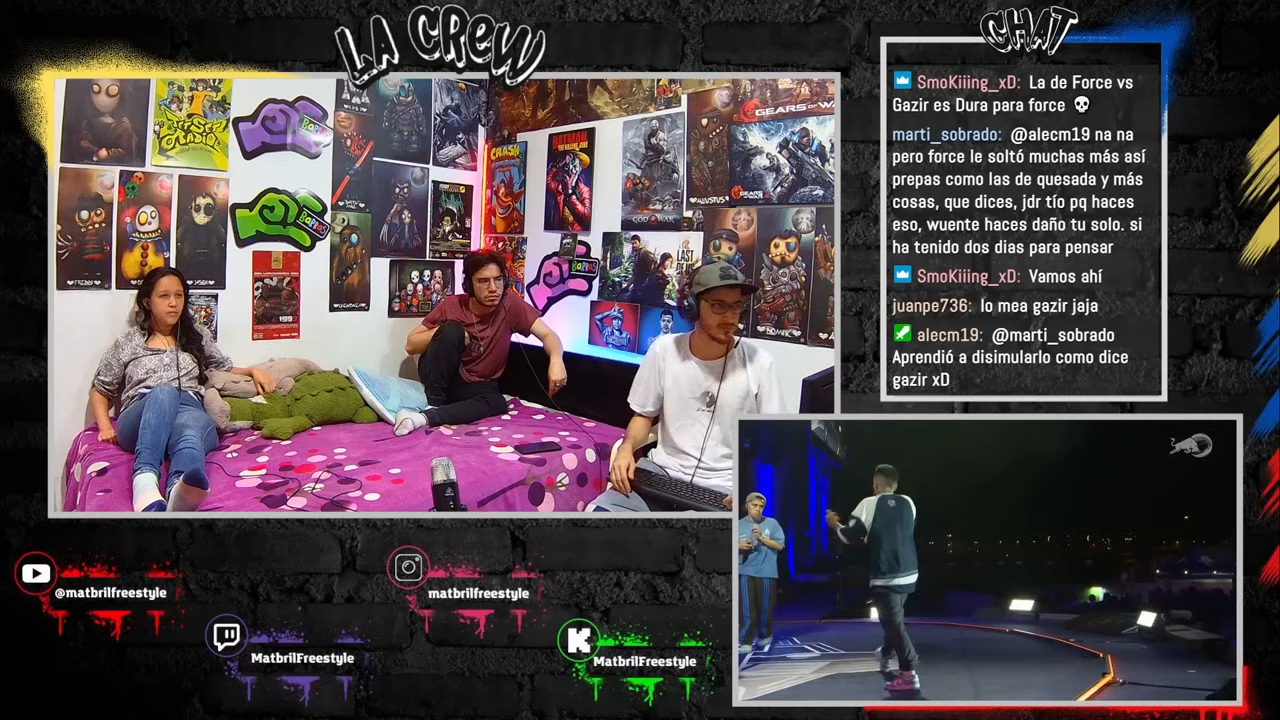 LA CREW
CHAT
SmoKiiing_xD: La de Force vs
Gazir es Dura para force 💀
marti_sobrado: @alecm19 na na
pero force le soltó muchas más así
prepas como las de quesada y más
cosas, que dices, jdr tío pq haces
eso, wuente haces daño tu solo. si
ha tenido dos dias para pensar
SmoKiiing_xD: Vamos ahí
juanpe736: lo mea gazir jaja
alecm19: @marti_sobrado
Aprendió a disimularlo como dice
gazir xD
GEARS OF WAR
CRASH
BATMAN
GOD OF WAR
THE LAST
BARRAS
BARRAS
BARRAS
@matbrilfreestyle
matbrilfreestyle
MatbrilFreestyle
MatbrilFreestyle